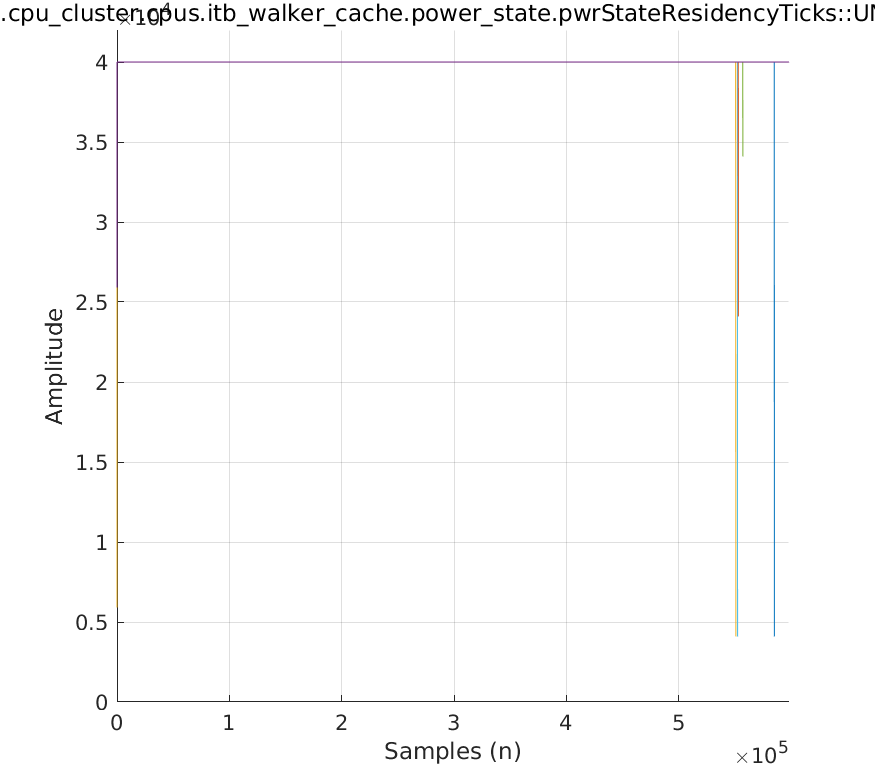 .cpu_cluster.cpus.itb_walker_cache.power_state.pwrStateResidencyTicks::UN
×10⁴
4
3.5
3
2.5
2
1.5
1
0.5
0
Amplitude
0 1 2 3 4 5
Samples (n)
×10⁵